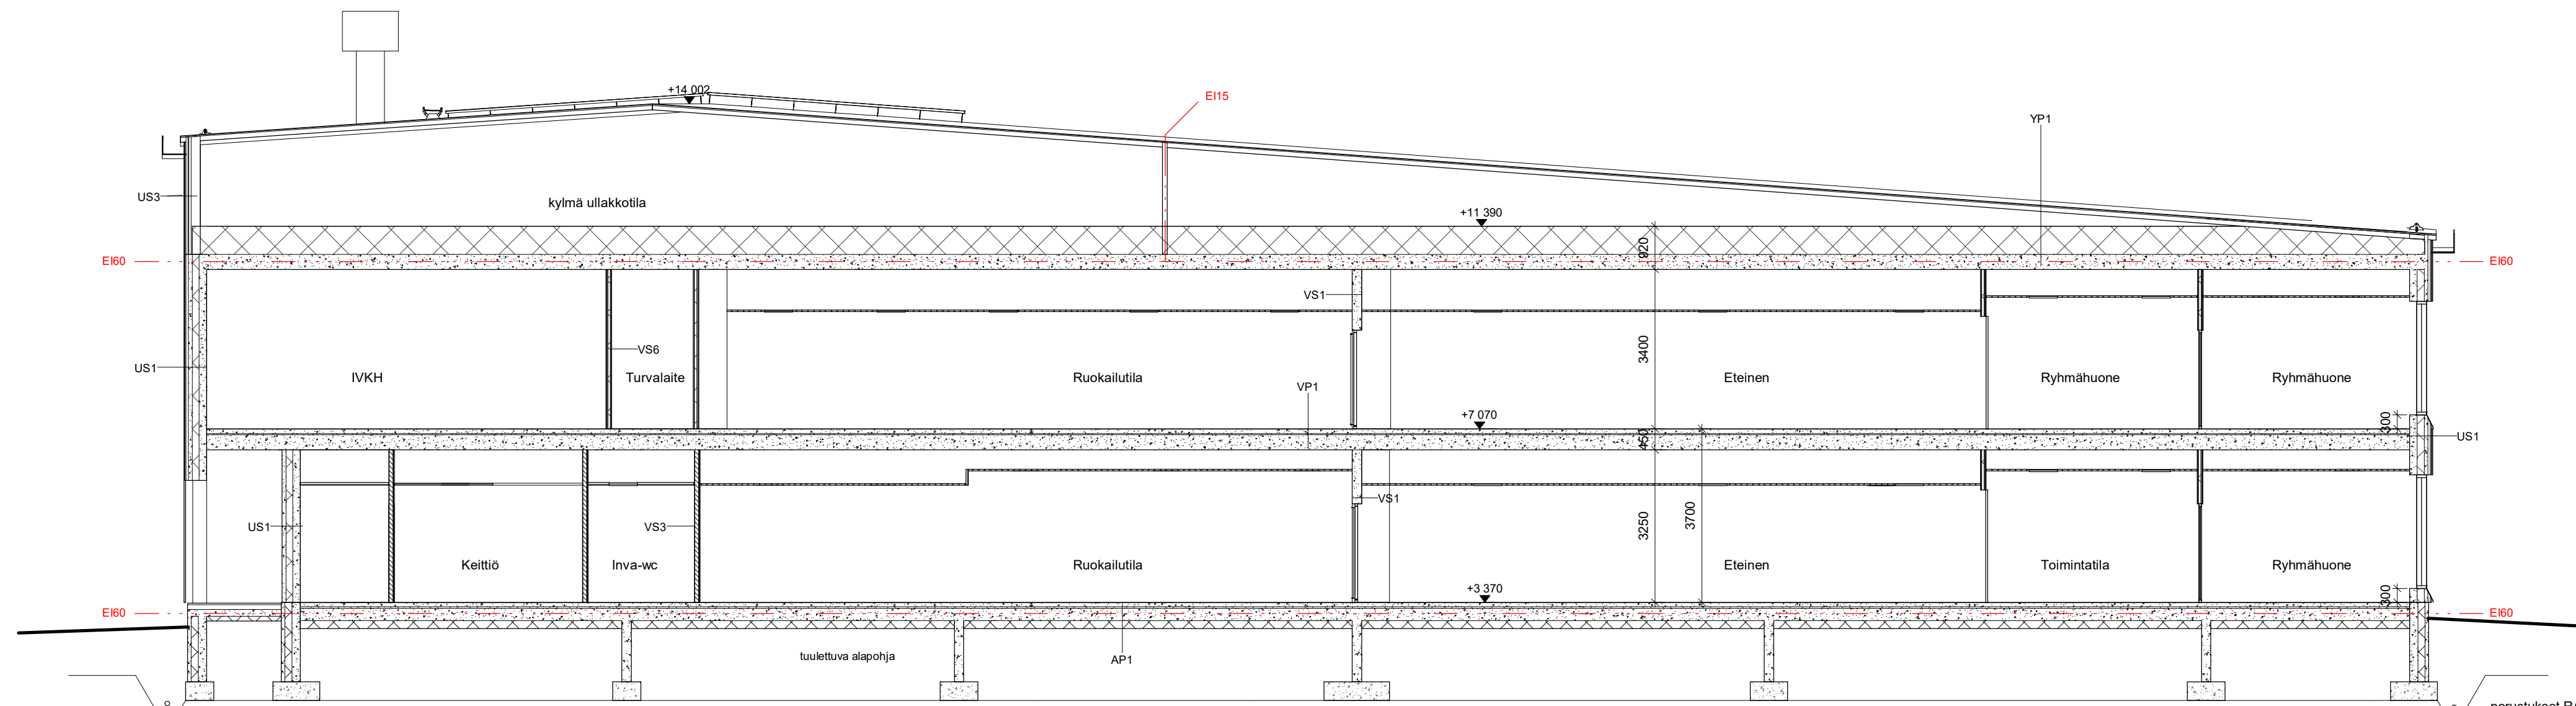 +14 002
EI15
YP1
US3
kylmä ullakkotila
+11 390
920
EI60
EI60
VS1
VS6
3400
US1
IVKH
Turvalaite
Ruokailutila
VP1
Eteinen
Ryhmähuone
Ryhmähuone
+7 070
300
450
US1
VS1
US1
VS3
3250
3700
Keittiö
Inva-wc
Ruokailutila
Eteinen
Toimintatila
Ryhmähuone
+3 370
300
EI60
EI60
tuulettuva alapohja
AP1
perustukset